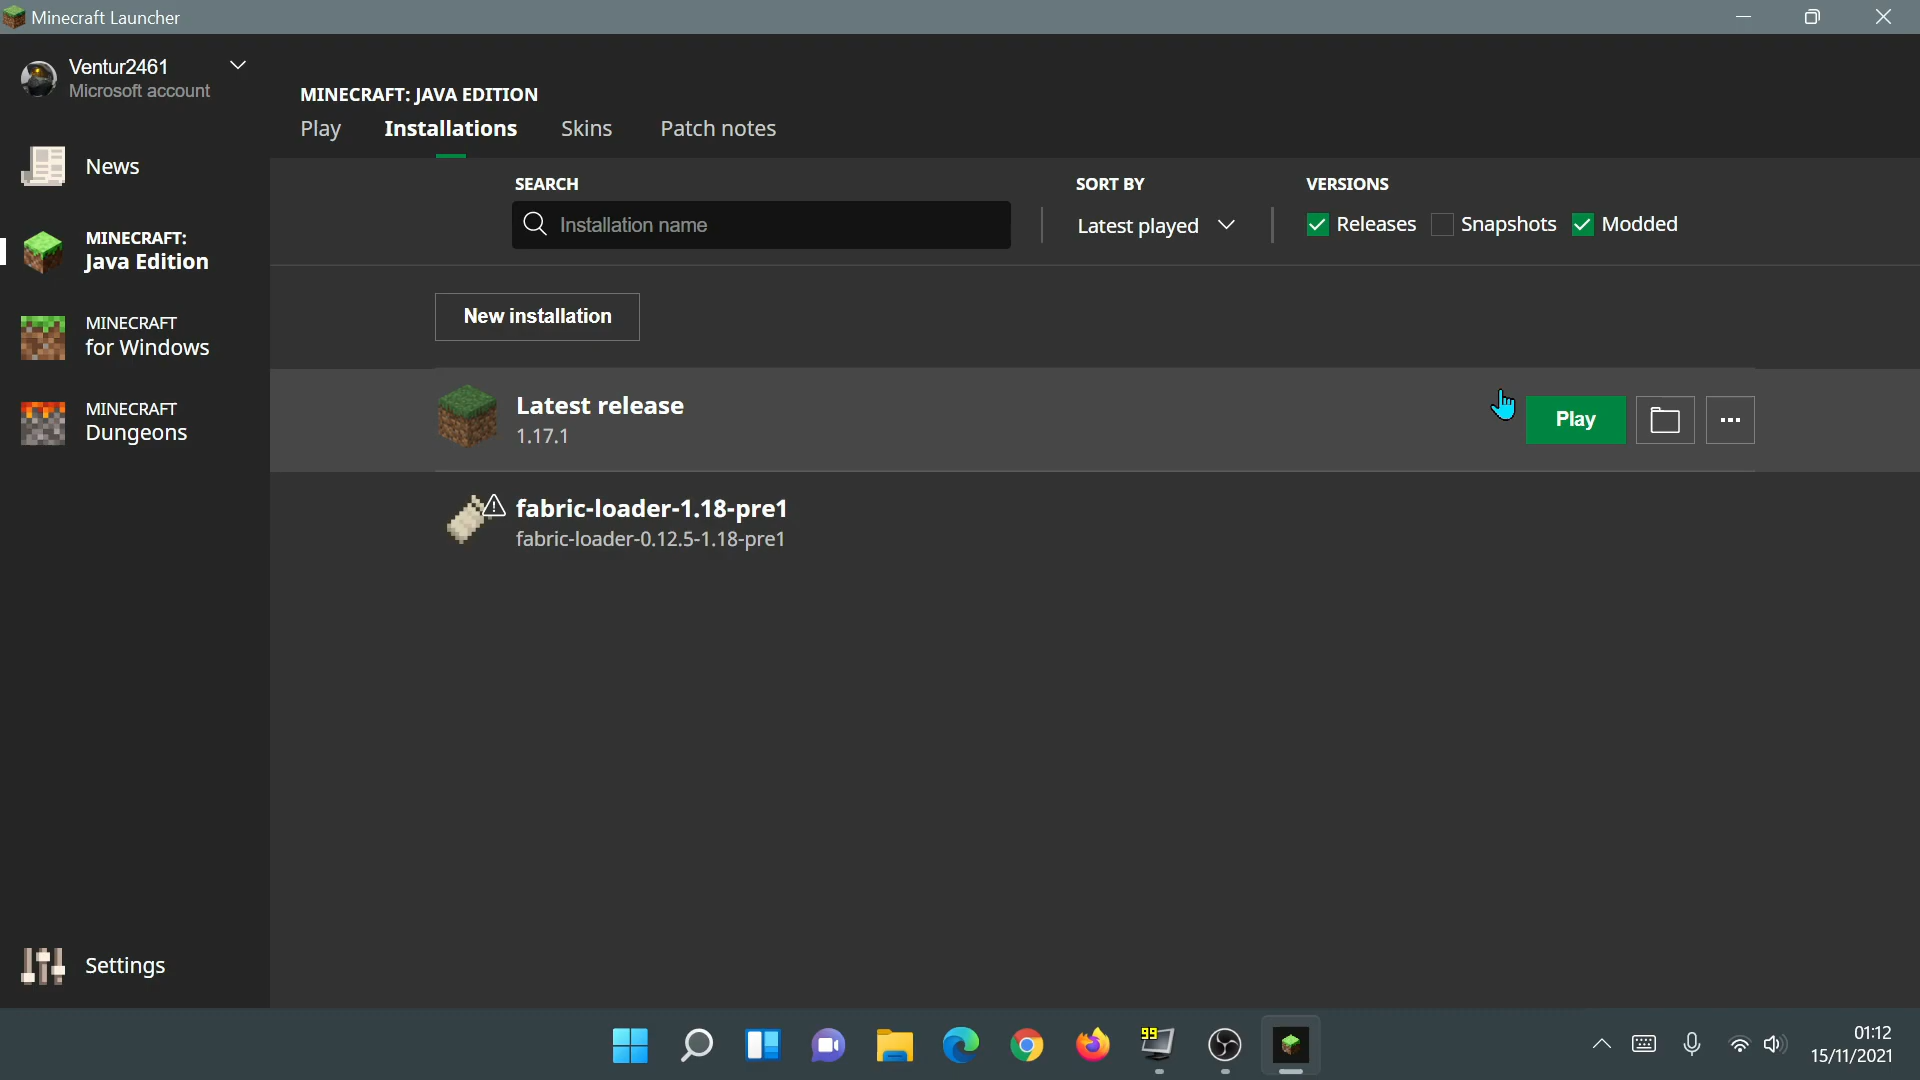 Minecraft Launcher
Ventur2461
Microsoft account
News
MINECRAFT:
Java Edition
MINECRAFT
for Windows
MINECRAFT
Dungeons
Settings
MINECRAFT: JAVA EDITION
Play Installations Skins Patch notes
SEARCH
Installation name
SORT BY
Latest played
VERSIONS
Releases Snapshots Modded
New installation
Latest release
1.17.1
Play
fabric-loader-1.18-pre1
fabric-loader-0.12.5-1.18-pre1
99
01:12
15/11/2021